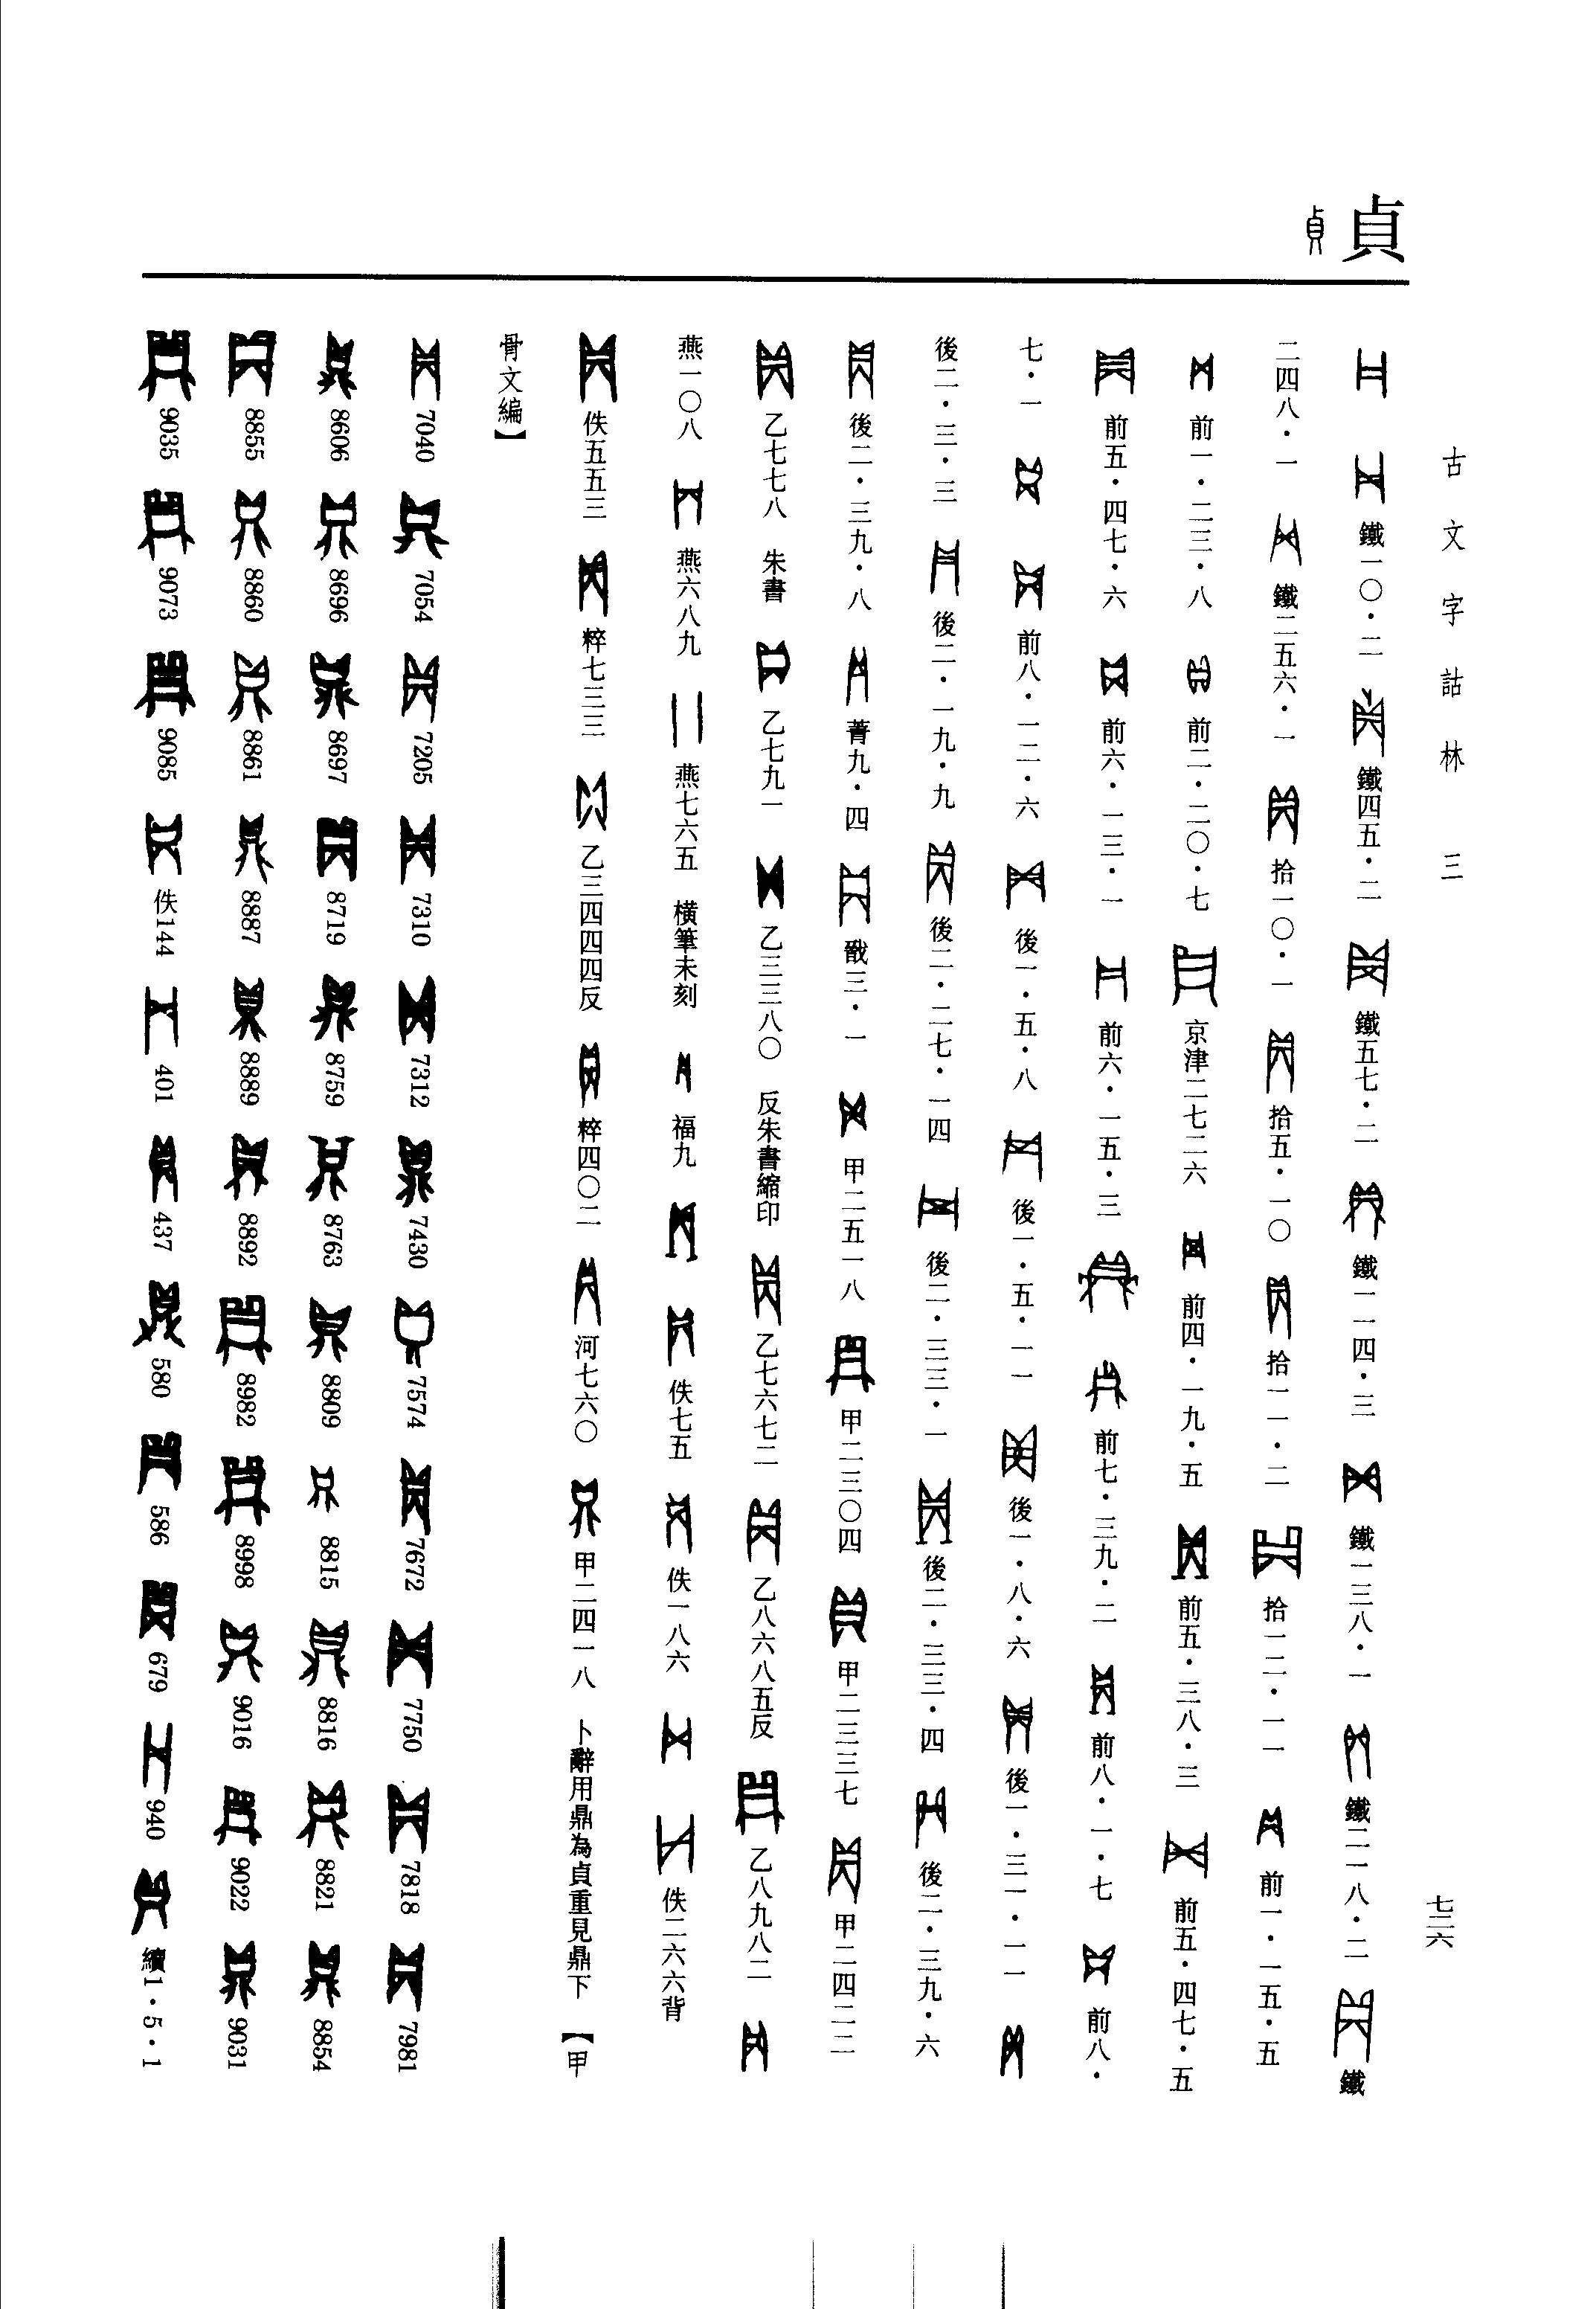 古文字詁林 三
七二六
貞
鐵一〇·二 鐵四五·二 鐵五七·二 鐵一一四·三 鐵一三八·一 鐵二一八·二 鐵
二四八·一 鐵二五六·一 拾一〇·一 拾五·一〇 拾一一·二 拾一二·一一 前一·一五·五
前一·二三·八 前二·二〇·七 京津二七二六 前四·一九·五 前五·三八·三 前五·四七·五
前五·四七·六 前六·一三·一 前六·一五·三 前七·三九·二 前八·一·七 前八·
七·一 前八·一二·六 後一·五·八 後一·五·一一 後一·八·六 後一·三一·一一
後二·三·三 後二·一九·九 後二·二七·一四 後二·三三·一 後二·三三·四 後二·三九·六
後二·三九·八 菁九·四 戩三·一 甲二五一八 甲二三〇四 甲二三三七 甲二四二二
乙七七八 朱書 乙七九一 乙三三八〇 反朱書縮印 乙七六七二 乙八六八五反 乙八九八二
燕一〇八 燕六八九 燕七六五 橫筆未刻 福九 佚七五 佚一八六 佚二六六背
佚五五三 粹七三三 乙三四四四反 粹四〇二 河七六〇 甲二四一八 卜辭用鼎為貞重見鼎下 【甲
骨文編】
7040 7054 7205 7310 7312 7430 7574 7672 7750 7818 7981
8606 8696 8697 8719 8759 8763 8809 8815 8816 8821 8854
8855 8860 8861 8887 8889 8892 8982 8998 9016 9022 9031
9035 9073 9085 佚144 401 437 580 586 679 940 續1·5·1